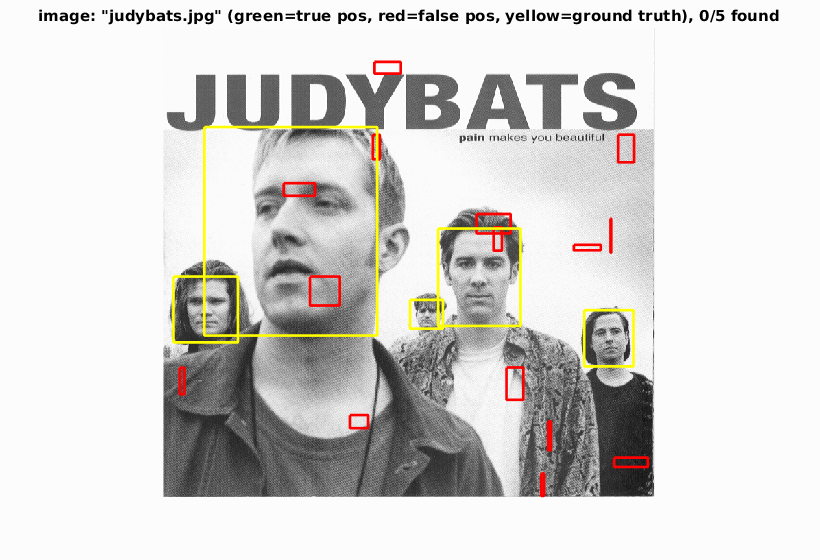 image: "judybats.jpg" (green=true pos, red=false pos, yellow=ground truth), 0/5 found
JUDYBATS
pain makes you beautiful